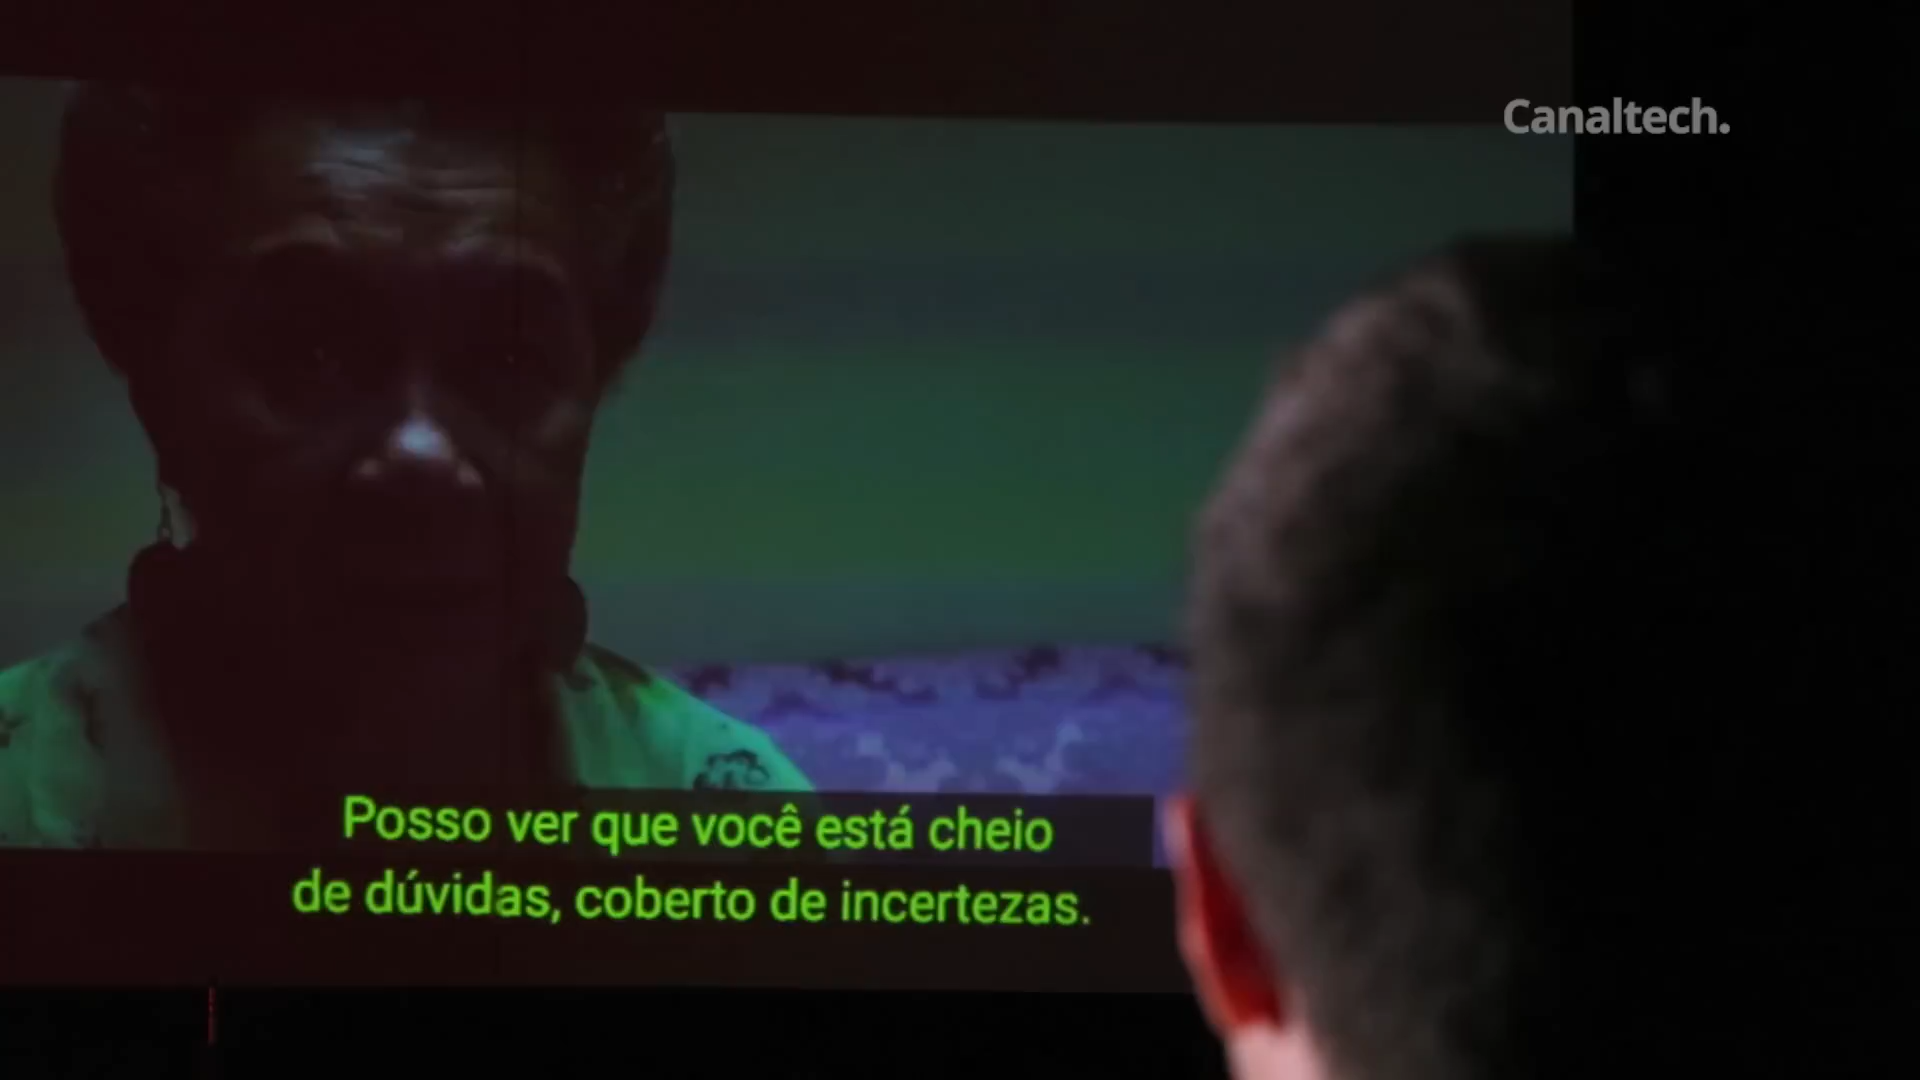 Canaltech.
Posso ver que você está cheio
de dúvidas, coberto de incertezas.